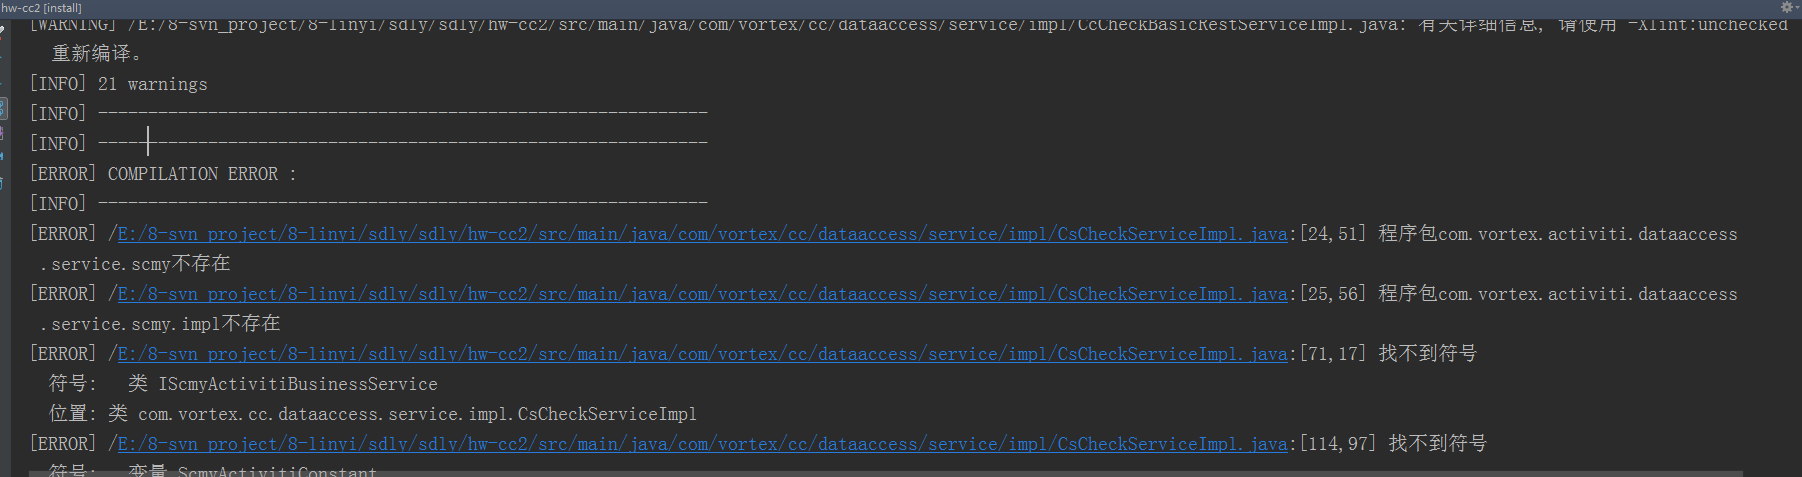 hw-cc2 [install]
[WARNING] /E:/8-svn_project/8-linyi/sdly/sdly/hw-cc2/src/main/java/com/vortex/cc/dataaccess/service/impl/CcCheckBasicRestServiceImpl.java: 有关详细信息, 请使用 -Xlint:unchecked
重新编译。
[INFO] 21 warnings
[INFO] -------------------------------------------------------------
[INFO] -------------------------------------------------------------
[ERROR] COMPILATION ERROR :
[INFO] -------------------------------------------------------------
[ERROR] /E:/8-svn_project/8-linyi/sdly/sdly/hw-cc2/src/main/java/com/vortex/cc/dataaccess/service/impl/CsCheckServiceImpl.java:[24,51] 程序包com.vortex.activiti.dataaccess
.service.scmy不存在
[ERROR] /E:/8-svn_project/8-linyi/sdly/sdly/hw-cc2/src/main/java/com/vortex/cc/dataaccess/service/impl/CsCheckServiceImpl.java:[25,56] 程序包com.vortex.activiti.dataaccess
.service.scmy.impl不存在
[ERROR] /E:/8-svn_project/8-linyi/sdly/sdly/hw-cc2/src/main/java/com/vortex/cc/dataaccess/service/impl/CsCheckServiceImpl.java:[71,17] 找不到符号
符号: 类 IScmyActivitiBusinessService
位置: 类 com.vortex.cc.dataaccess.service.impl.CsCheckServiceImpl
[ERROR] /E:/8-svn_project/8-linyi/sdly/sdly/hw-cc2/src/main/java/com/vortex/cc/dataaccess/service/impl/CsCheckServiceImpl.java:[114,97] 找不到符号
符号: 变量 ScmyActivitiConstant